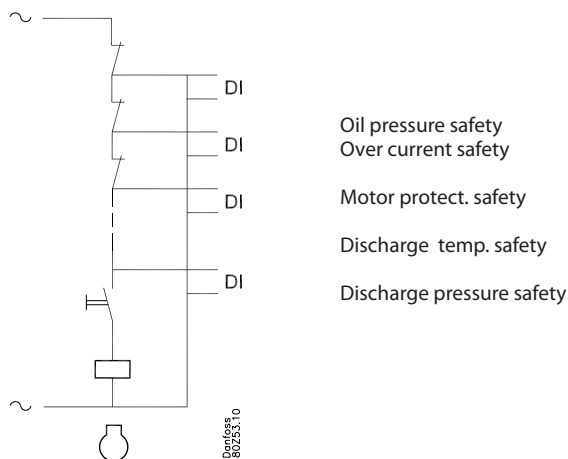 DI
DI
DI
DI
Oil pressure safety
Over current safety
Motor protect. safety
Discharge temp. safety
Discharge pressure safety
Danfoss
80Z53.10